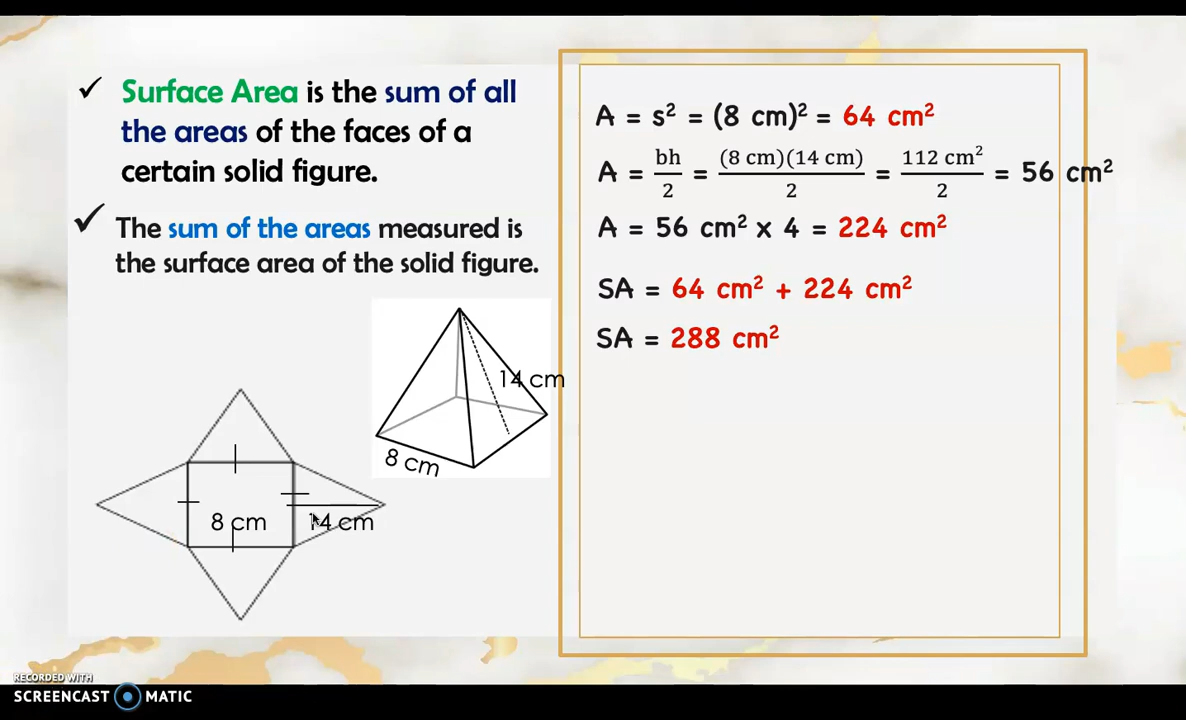 ✓ Surface Area is the sum of all
the areas of the faces of a
certain solid figure.
✓ The sum of the areas measured is
the surface area of the solid figure.
14 cm
8 cm
8 cm
14 cm
A = s² = (8 cm)² = 64 cm²
A = bh/2 = (8 cm)(14 cm)/2 = 112 cm²/2 = 56 cm²
A = 56 cm² x 4 = 224 cm²
SA = 64 cm² + 224 cm²
SA = 288 cm²
RECORDED WITH
SCREENCAST MATIC